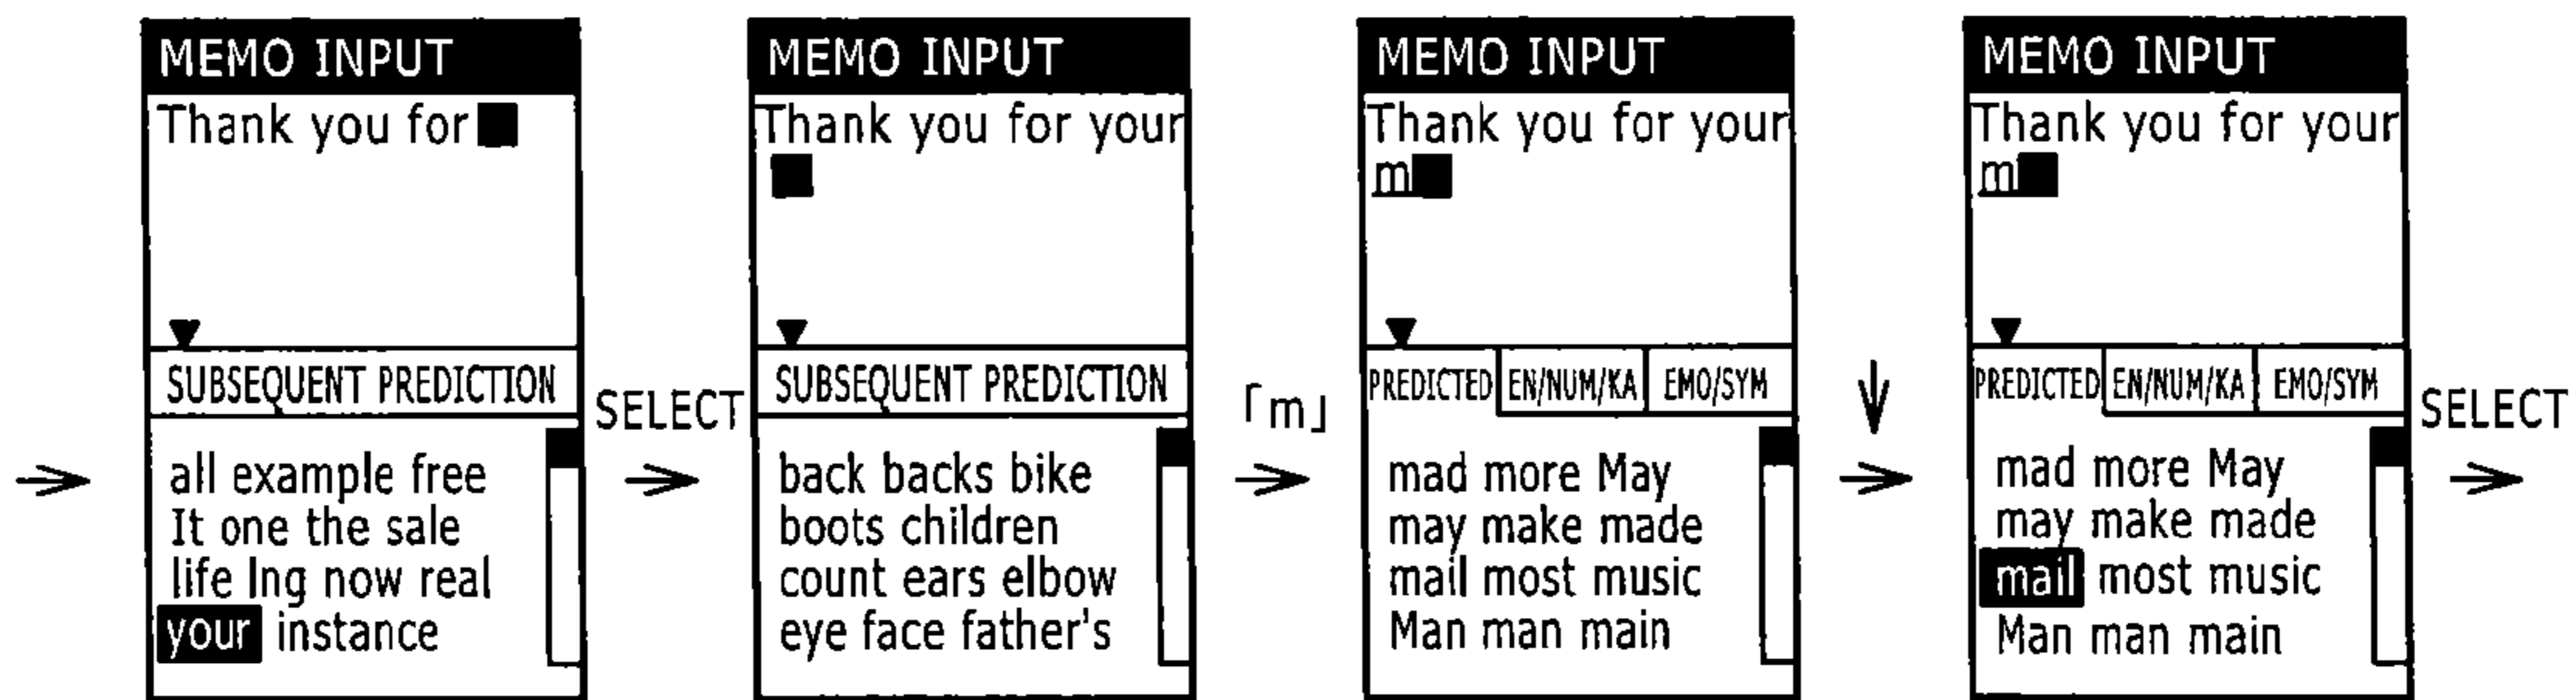 MEMO INPUT
Thank you for
SUBSEQUENT PREDICTION
all example free
It one the sale
life Ing now real
your instance
SELECT
MEMO INPUT
Thank you for your
SUBSEQUENT PREDICTION
back backs bike
boots children
count ears elbow
eye face father's
「m」
MEMO INPUT
Thank you for your
m
PREDICTED EN/NUM/KA EMO/SYM
mad more May
may make made
mail most music
Man man main
MEMO INPUT
Thank you for your
m
PREDICTED EN/NUM/KA EMO/SYM
mad more May
may make made
mail most music
Man man main
SELECT